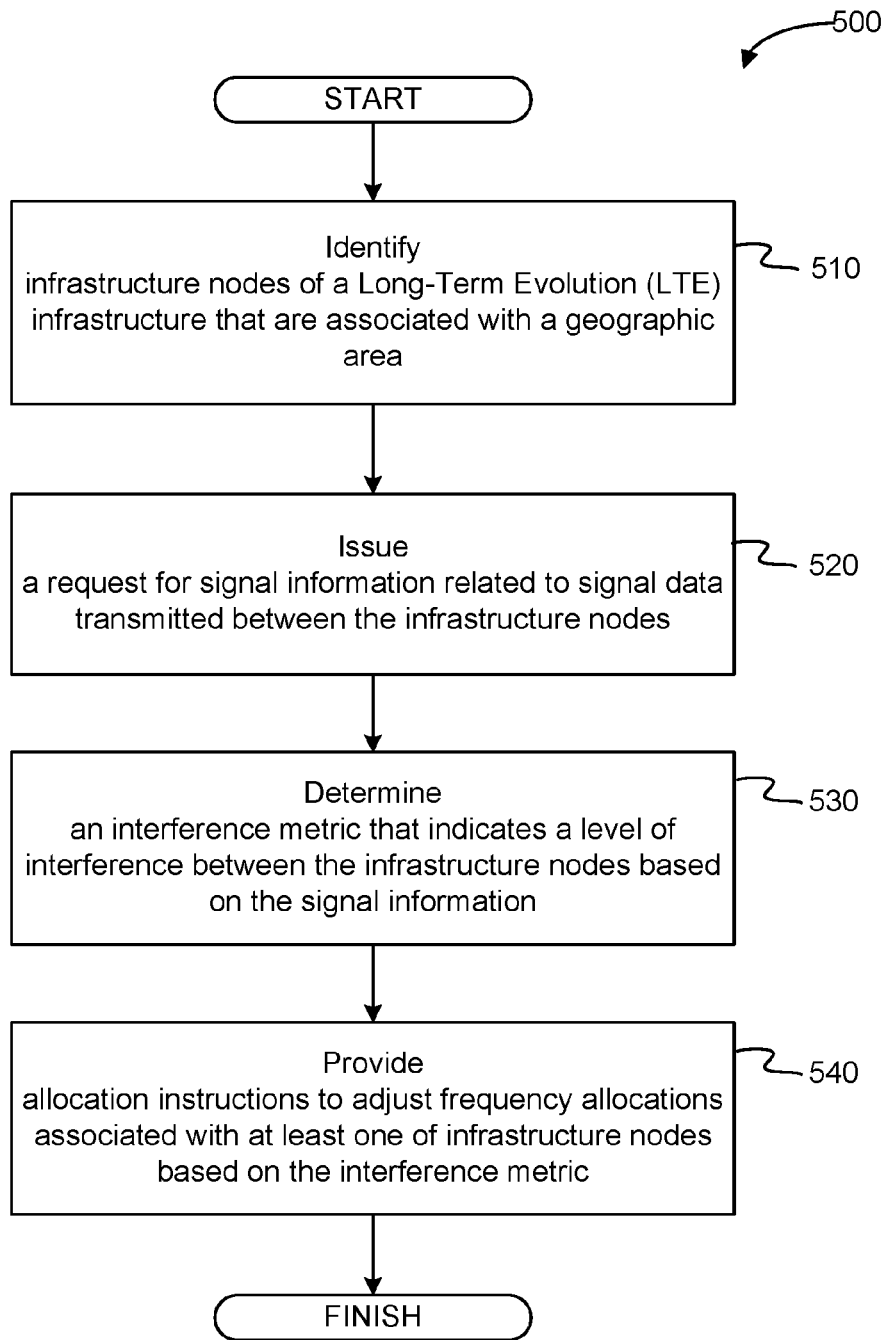 500
START
Identify
infrastructure nodes of a Long-Term Evolution (LTE)
infrastructure that are associated with a geographic
area
510
Issue
a request for signal information related to signal data
transmitted between the infrastructure nodes
520
Determine
an interference metric that indicates a level of
interference between the infrastructure nodes based
on the signal information
530
Provide
allocation instructions to adjust frequency allocations
associated with at least one of infrastructure nodes
based on the interference metric
540
FINISH